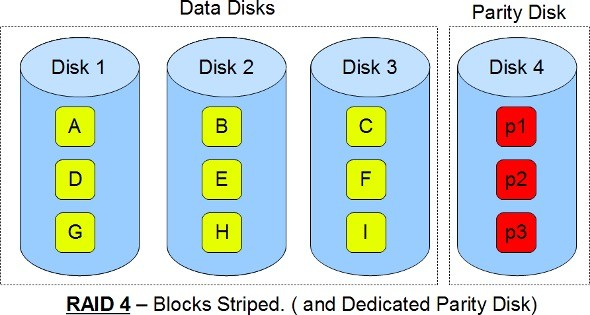 Data Disks
Parity Disk
Disk 1
Disk 2
Disk 3
Disk 4
A
B
C
p1
D
E
F
p2
G
H
I
p3
RAID 4 – Blocks Striped. ( and Dedicated Parity Disk)